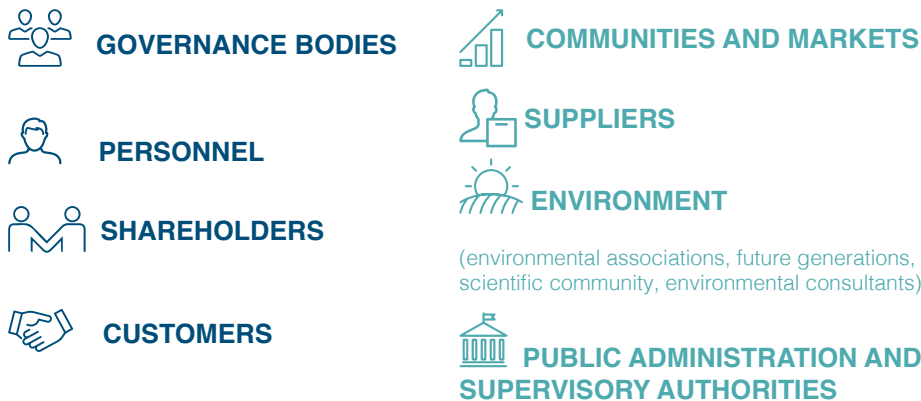 GOVERNANCE BODIES
PERSONNEL
SHAREHOLDERS
CUSTOMERS
COMMUNITIES AND MARKETS
SUPPLIERS
ENVIRONMENT
(environmental associations, future generations,
scientific community, environmental consultants)
PUBLIC ADMINISTRATION AND
SUPERVISORY AUTHORITIES